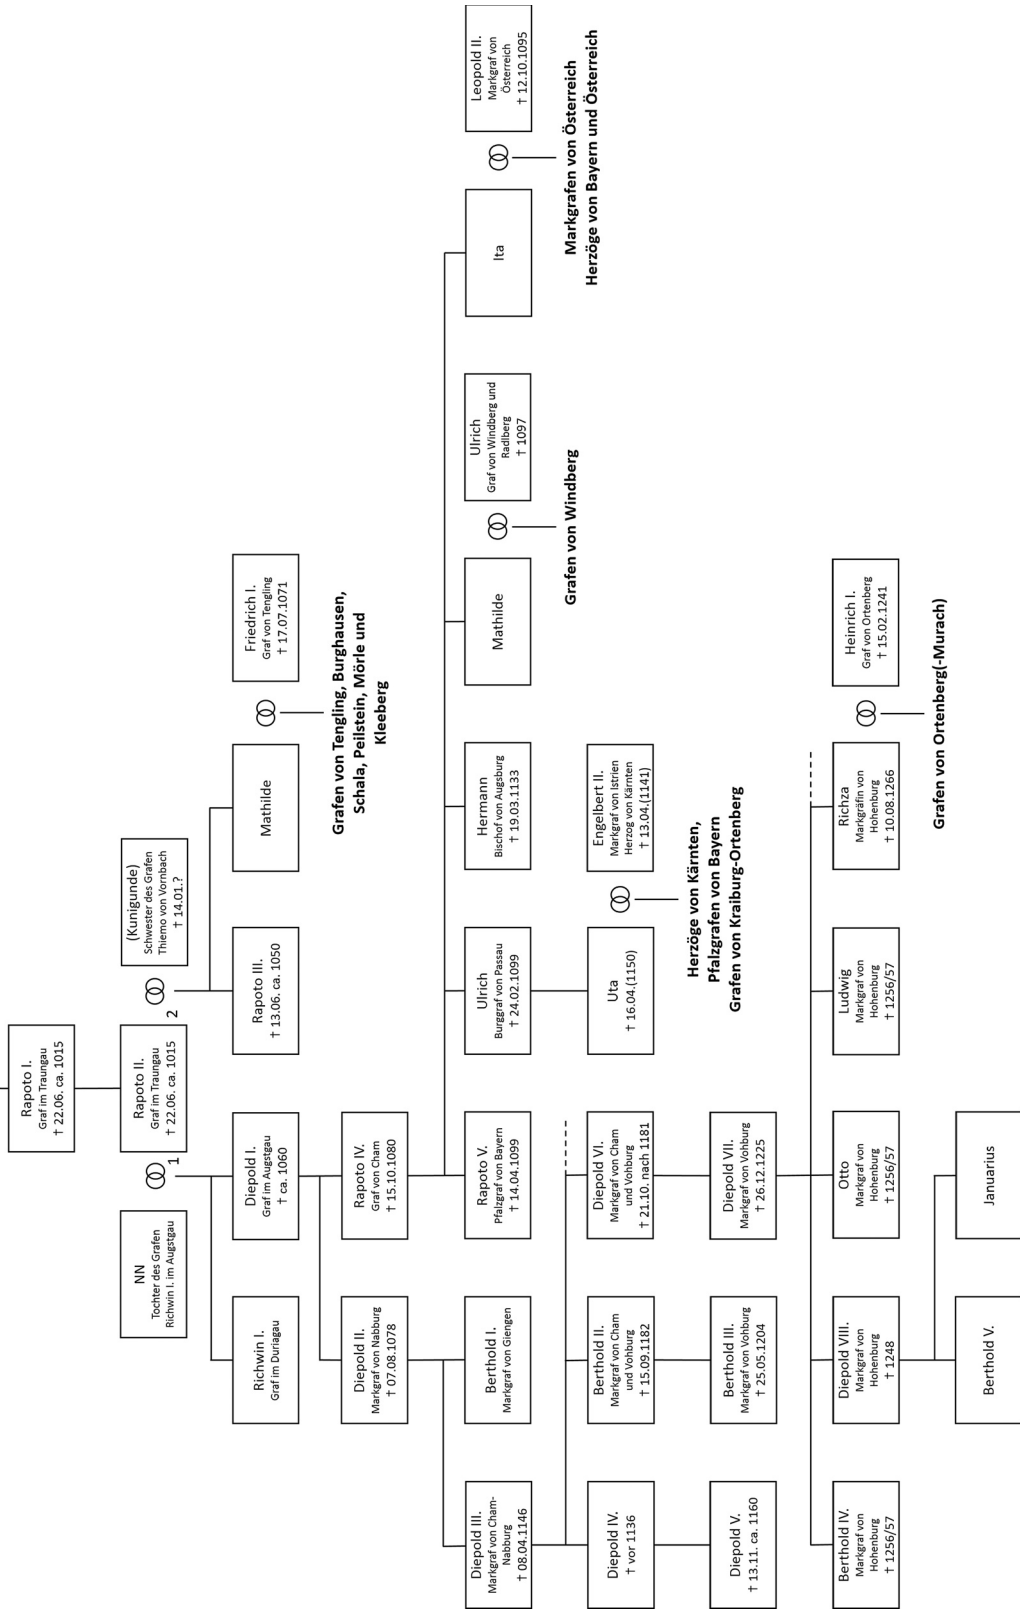 Rapoto I.
Graf im Traungau
† 22.06. ca. 1015
NN
Tochter des Grafen
Richwin I. im Augstgau
1
Rapoto II.
Graf im Traungau
† 22.06. ca. 1015
2
(Kunigunde)
Schwester des Grafen
Thiemo von Vornbach
† 14.01.?
Richwin I.
Graf im Duriagau
Diepold I.
Graf im Augstgau
† ca. 1060
Rapoto III.
† 13.06. ca. 1050
Mathilde
Friedrich I.
Graf von Tengling
† 17.07.1071
Grafen von Tengling, Burghausen,
Schala, Peilstein, Mörle und
Kleeberg
Diepold II.
Markgraf von Nabburg
† 07.08.1078
Rapoto IV.
Graf von Cham
† 15.10.1080
Diepold III.
Markgraf von Cham-
Nabburg
† 08.04.1146
Berthold I.
Markgraf von Giengen
Rapoto V.
Pfalzgraf von Bayern
† 14.04.1099
Ulrich
Burggraf von Passau
† 24.02.1099
Hermann
Bischof von Augsburg
† 19.03.1133
Mathilde
Ulrich
Graf von Windberg und
Radlberg
† 1097
Ita
Leopold II.
Markgraf von
Österreich
† 12.10.1095
Grafen von Windberg
Markgrafen von Österreich
Herzöge von Bayern und Österreich
Diepold IV.
† vor 1136
Berthold II.
Markgraf von Cham
und Vohburg
† 15.09.1182
Diepold VI.
Markgraf von Cham
und Vohburg
† 21.10. nach 1181
Uta
† 16.04.(1150)
Engelbert II.
Markgraf von Istrien
Herzog von Kärnten
† 13.04.(1141)
Herzöge von Kärnten,
Pfalzgrafen von Bayern
Grafen von Kraiburg-Ortenberg
Diepold V.
† 13.11. ca. 1160
Berthold III.
Markgraf von Vohburg
† 25.05.1204
Diepold VII.
Markgraf von Vohburg
† 26.12.1225
Berthold IV.
Markgraf von
Hohenburg
† 1256/57
Diepold VIII.
Markgraf von
Hohenburg
† 1248
Otto
Markgraf von
Hohenburg
† 1256/57
Ludwig
Markgraf von
Hohenburg
† 1256/57
Richza
Markgräfin von
Hohenburg
† 10.08.1266
Heinrich I.
Graf von Ortenberg
† 15.02.1241
Grafen von Ortenberg(-Murach)
Berthold V.
Januarius